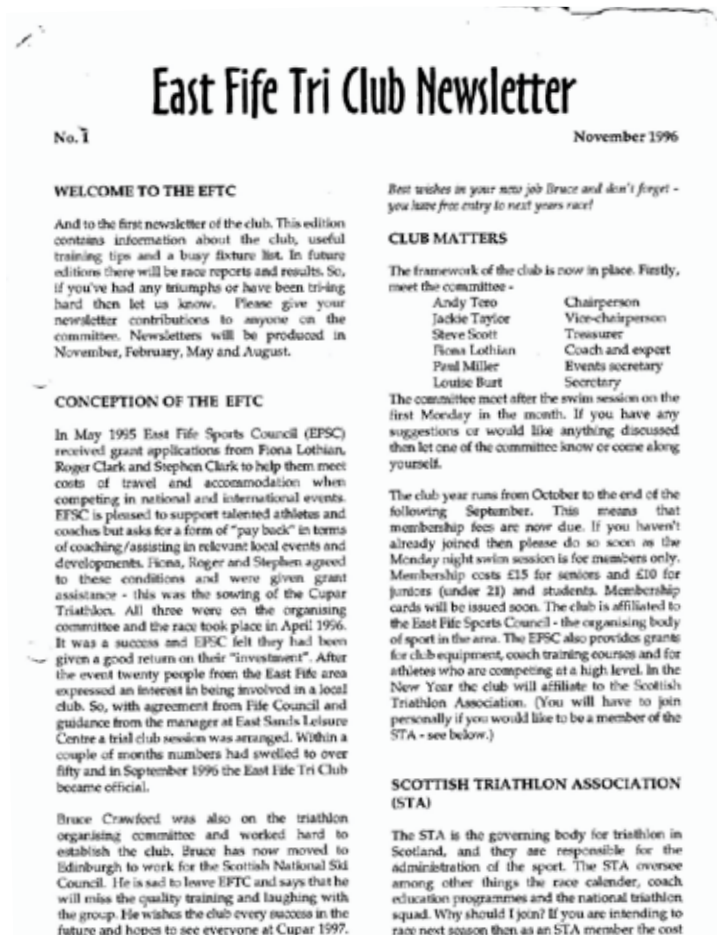 East Fife Tri Club Newsletter
No. 1
November 1996
WELCOME TO THE EFTC
And to the first newsletter of the club. This edition
contains information about the club, useful
training tips and a busy fixture list. In future
editions there will be race reports and results. So,
if you've had any triumphs or have been tri-ing
hard then let us know. Please give your
newsletter contributions to anyone on the
committee. Newsletters will be produced in
November, February, May and August.
CONCEPTION OF THE EFTC
In May 1995 East Fife Sports Council (EFSC)
received grant applications from Fiona Lothian,
Roger Clark and Stephen Clark to help them meet
costs of travel and accommodation when
competing in national and international events.
EFSC is pleased to support talented athletes and
coaches but asks for a form of "pay back" in terms
of coaching/assisting in relevant local events and
developments. Fiona, Roger and Stephen agreed
to these conditions and were given grant
assistance - this was the sowing of the Cupar
Triathlon. All three were on the organising
committee and the race took place in April 1996.
It was a success and EFSC felt they had been
given a good return on their "investment". After
the event twenty people from the East Fife area
expressed an interest in being involved in a local
club. So, with agreement from Fife Council and
guidance from the manager at East Sands Leisure
Centre a trial club session was arranged. Within a
couple of months numbers had swelled to over
fifty and in September 1996 the East Fife Tri Club
became official.
Bruce Crawford was also on the triathlon
organising committee and worked hard to
establish the club. Bruce has now moved to
Edinburgh to work for the Scottish National Ski
Council. He is sad to leave EFTC and says that he
will miss the quality training and laughing with
the group. He wishes the club every success in the
future and hopes to see everyone at Cupar 1997.
Best wishes in your new job Bruce and don't forget -
you have free entry to next years race!
CLUB MATTERS
The framework of the club is now in place. Firstly,
meet the committee -
Andy Tero Chairperson
Jackie Taylor Vice-chairperson
Steve Scott Treasurer
Fiona Lothian Coach and expert
Paul Miller Events secretary
Louise Burt Secretary
The committee meet after the swim session on the
first Monday in the month. If you have any
suggestions or would like anything discussed
then let one of the committee know or come along
yourself.
The club year runs from October to the end of the
following September. This means that
membership fees are now due. If you haven't
already joined then please do so soon as the
Monday night swim session is for members only.
Membership costs £15 for seniors and £10 for
juniors (under 21) and students. Membership
cards will be issued soon. The club is affiliated to
the East Fife Sports Council - the organising body
of sport in the area. The EFSC also provides grants
for club equipment, coach training courses and for
athletes who are competing at a high level. In the
New Year the club will affiliate to the Scottish
Triathlon Association. (You will have to join
personally if you would like to be a member of the
STA - see below.)
SCOTTISH TRIATHLON ASSOCIATION
(STA)
The STA is the governing body for triathlon in
Scotland, and they are responsible for the
administration of the sport. The STA oversee
among other things the race calender, coach
education programmes and the national triathlon
squad. Why should I join? If you are intending to
race next season then as an STA member the cost